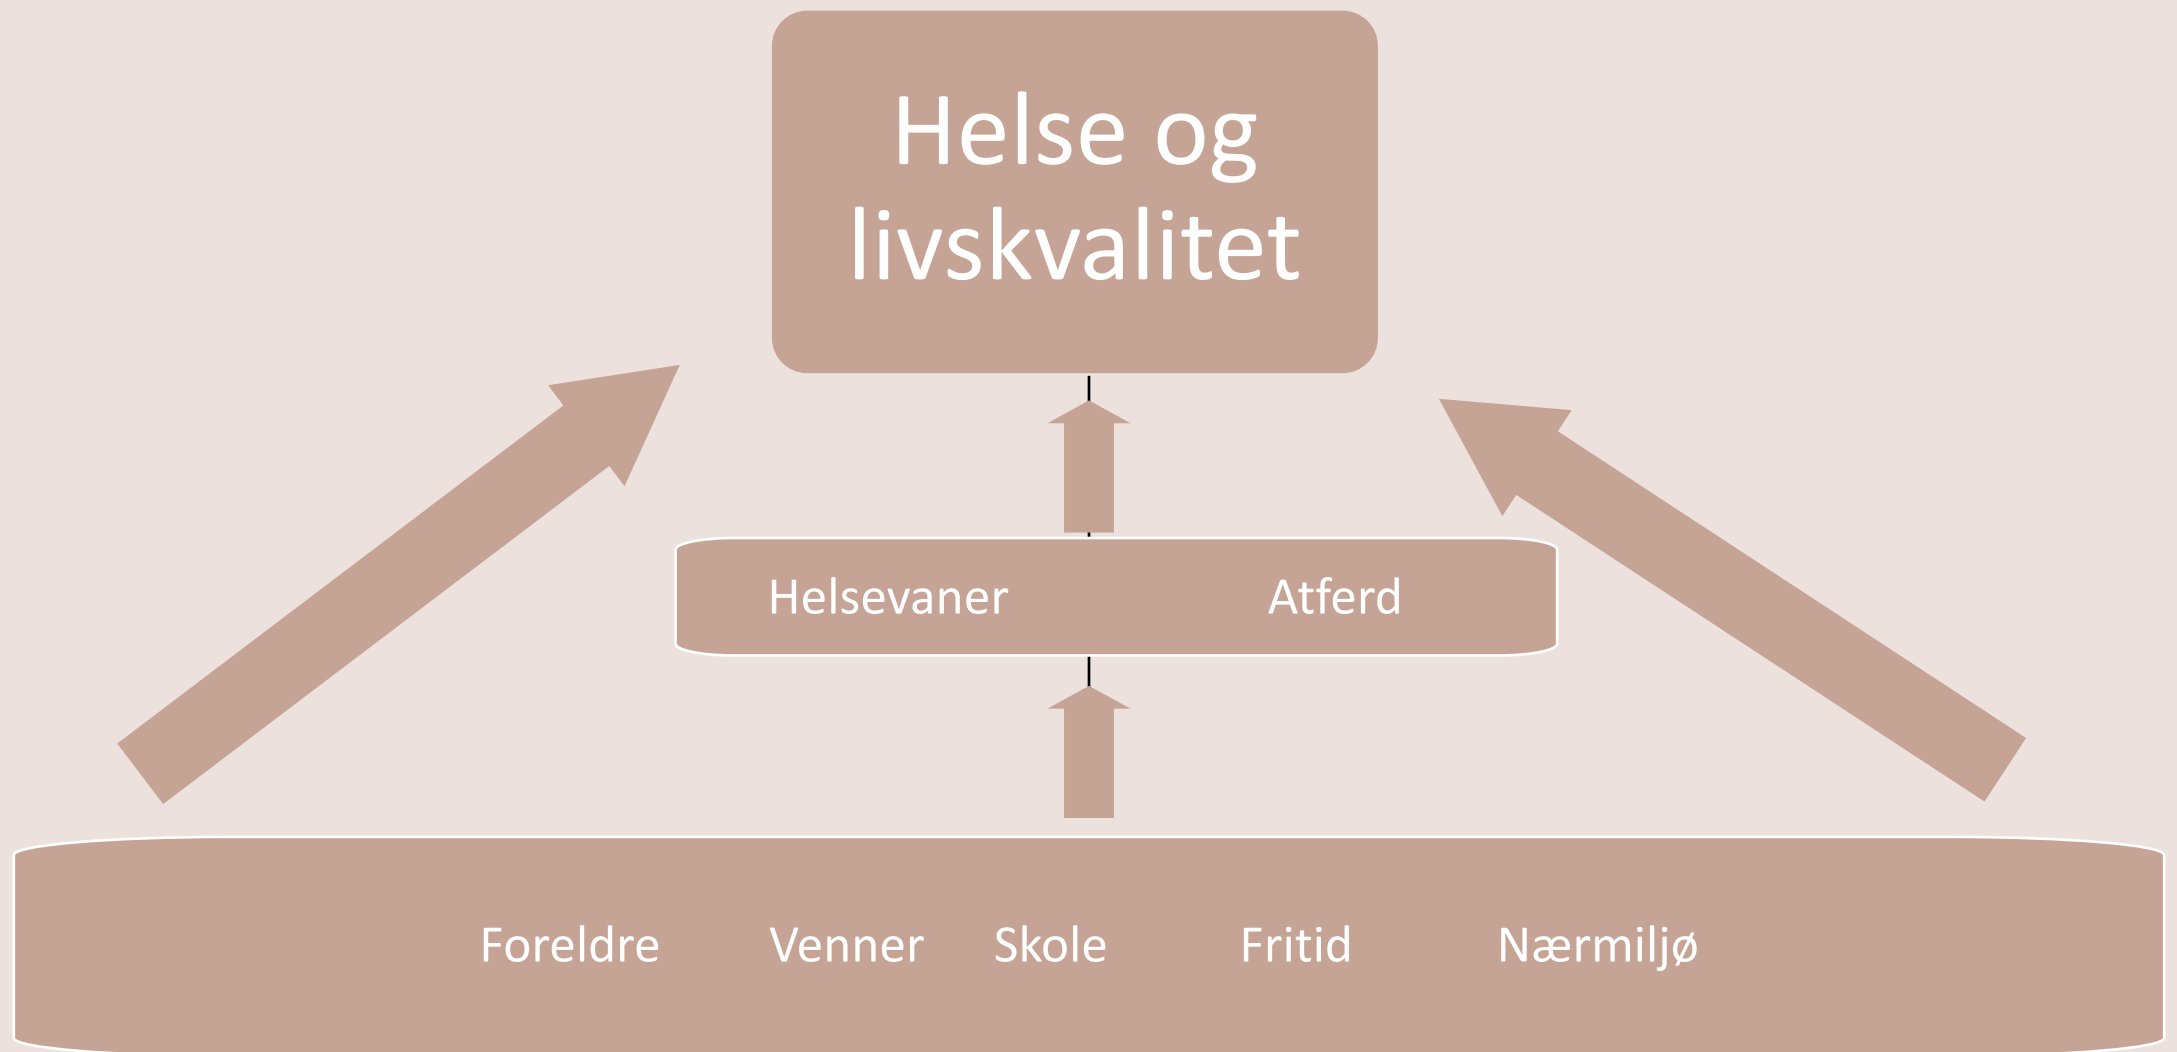 Helse og
livskvalitet
Helsevaner Atferd
Foreldre Venner Skole Fritid Nærmiljø